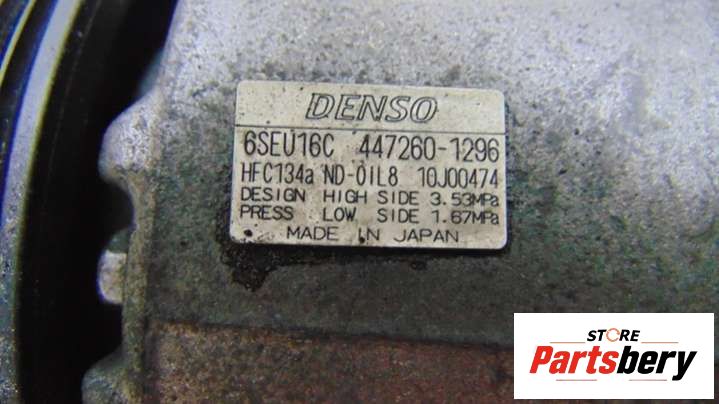 DENSO
6SEU16C 447260-1296
HFC134a ND-OIL8 10J00474
DESIGN HIGH SIDE 3.53MPa
PRESS LOW SIDE 1.67MPa
MADE IN JAPAN
STORE
Partsbery